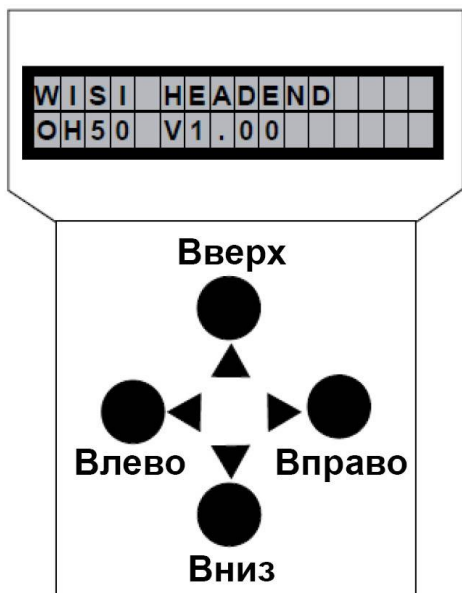 WISI HEADEND
OH50 V1.00
Вверх
Влево
Вправо
Вниз